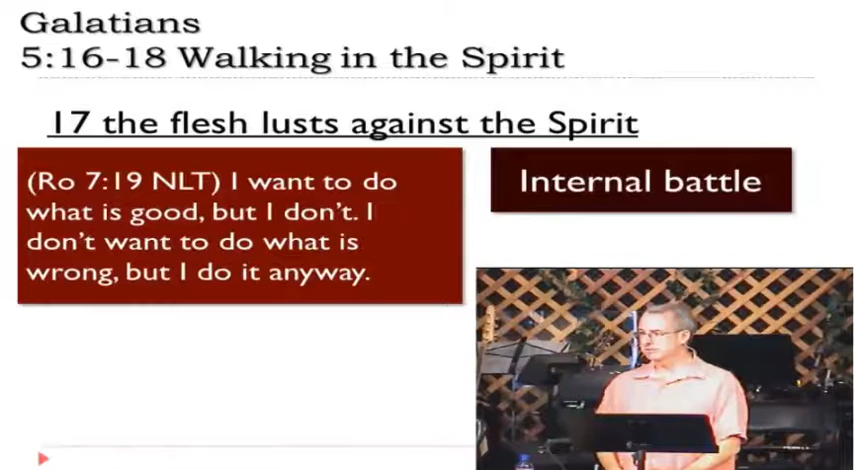 Galatians
5:16-18 Walking in the Spirit
17 the flesh lusts against the Spirit
(Ro 7:19 NLT) I want to do
what is good, but I don't. I
don't want to do what is
wrong, but I do it anyway.
Internal battle